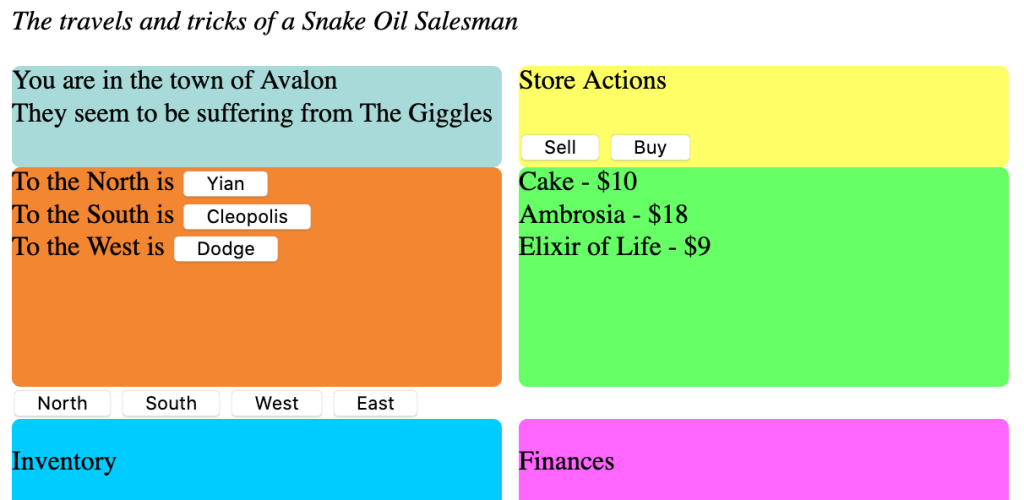 The travels and tricks of a Snake Oil Salesman
You are in the town of Avalon
They seem to be suffering from The Giggles
Store Actions
Sell Buy
To the North is Yian
To the South is Cleopolis
To the West is Dodge
Cake - $10
Ambrosia - $18
Elixir of Life - $9
North South West East
Inventory
Finances